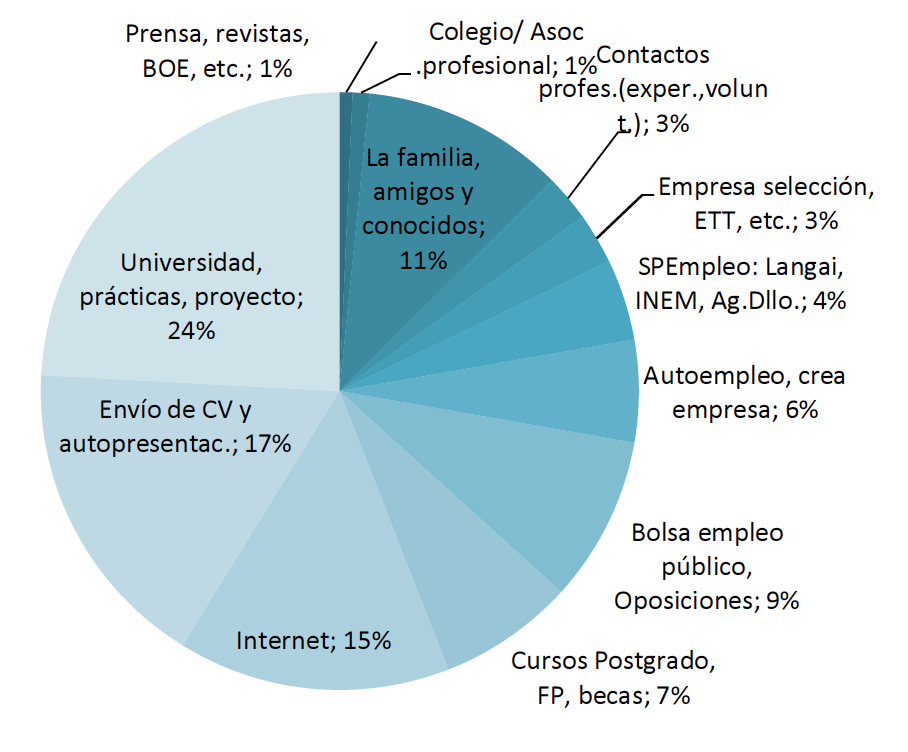 Prensa, revistas,
BOE, etc.; 1%
Colegio/ Asoc
.profesional; 1%
Contactos
profes.(exper.,volun
t.); 3%
La familia,
amigos y
conocidos;
11%
Empresa selección,
ETT, etc.; 3%
SPEmpleo: Langai,
INEM, Ag.Dllo.; 4%
Autoempleo, crea
empresa; 6%
Bolsa empleo
público,
Oposiciones; 9%
Cursos Postgrado,
FP, becas; 7%
Internet; 15%
Envío de CV y
autopresentac.; 17%
Universidad,
prácticas, proyecto;
24%